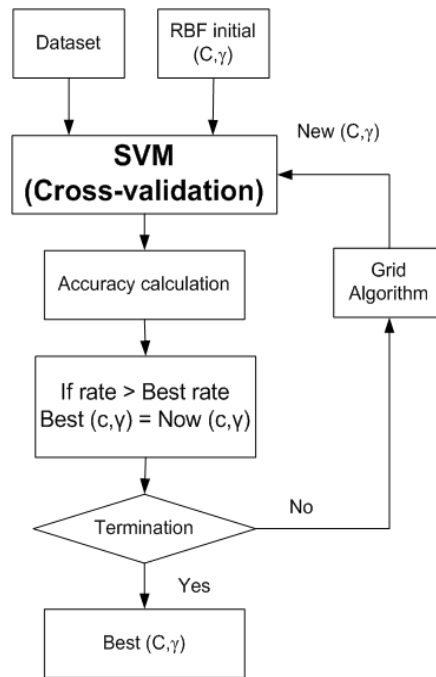 Dataset
RBF initial
(C,γ)
New (C,γ)
SVM
(Cross-validation)
Accuracy calculation
Grid
Algorithm
If rate > Best rate
Best (c,γ) = Now (c,γ)
Termination
No
Yes
Best (C,γ)